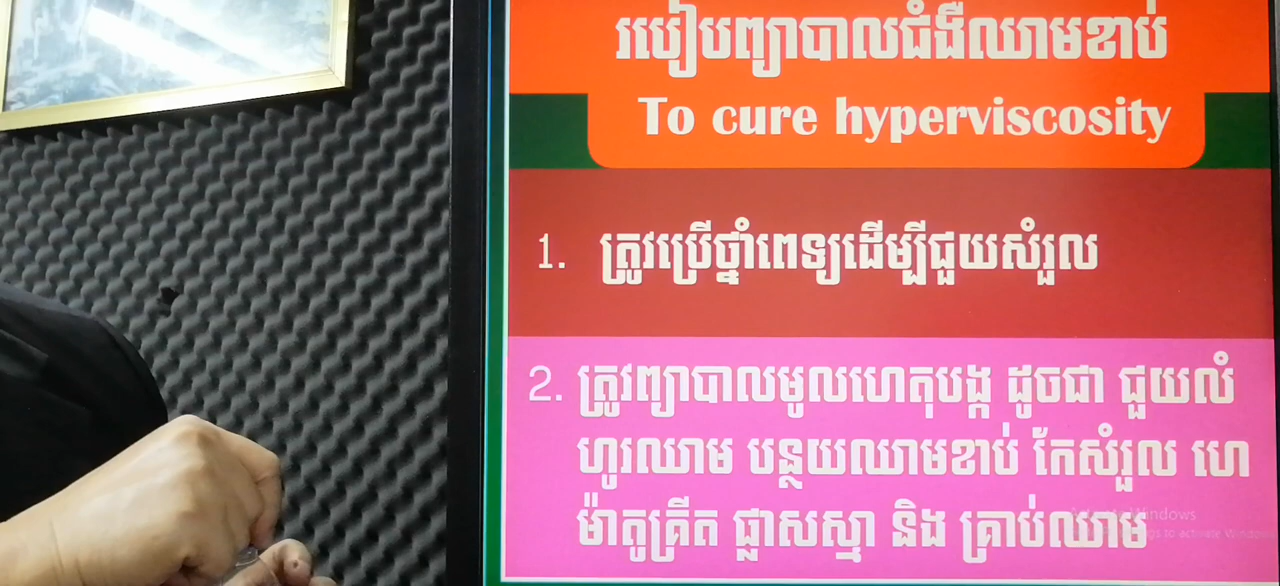 របៀបព្យាបាលជំងឺឈាមខាប់
To cure hyperviscosity
1. ត្រូវប្រើថ្នាំពេទ្យដើម្បីជួយសំរួល
2. ត្រូវព្យាបាលមូលហេតុបង្ក ដូចជា ជួយលំ
ហូរឈាម បន្ថយឈាមខាប់ កែសំរួល ហេ
ម៉ាតូគ្រីត ផ្លាសស្មា និង គ្រាប់ឈាម
Activate Windows